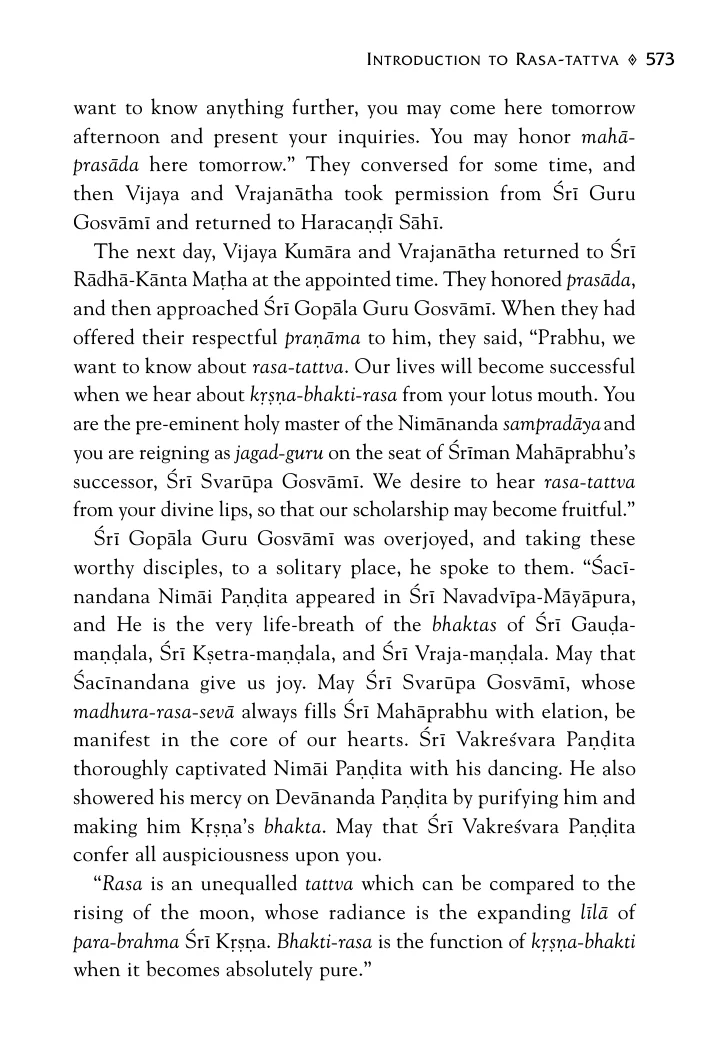 INTRODUCTION TO RASA-TATTVA ◊ 573
want to know anything further, you may come here tomorrow
afternoon and present your inquiries. You may honor mahā-
prasāda here tomorrow.” They conversed for some time, and
then Vijaya and Vrajanātha took permission from Śrī Guru
Gosvāmī and returned to Haracaṇḍī Sāhī.
The next day, Vijaya Kumāra and Vrajanātha returned to Śrī
Rādhā-Kānta Maṭha at the appointed time. They honored prasāda,
and then approached Śrī Gopāla Guru Gosvāmī. When they had
offered their respectful praṇāma to him, they said, “Prabhu, we
want to know about rasa-tattva. Our lives will become successful
when we hear about kṛṣṇa-bhakti-rasa from your lotus mouth. You
are the pre-eminent holy master of the Nimānanda sampradāya and
you are reigning as jagad-guru on the seat of Śrīman Mahāprabhu’s
successor, Śrī Svarūpa Gosvāmī. We desire to hear rasa-tattva
from your divine lips, so that our scholarship may become fruitful.”
Śrī Gopāla Guru Gosvāmī was overjoyed, and taking these
worthy disciples, to a solitary place, he spoke to them. “Śacī-
nandana Nimāi Paṇḍita appeared in Śrī Navadvīpa-Māyāpura,
and He is the very life-breath of the bhaktas of Śrī Gauḍa-
maṇḍala, Śrī Kṣetra-maṇḍala, and Śrī Vraja-maṇḍala. May that
Śacīnandana give us joy. May Śrī Svarūpa Gosvāmī, whose
madhura-rasa-sevā always fills Śrī Mahāprabhu with elation, be
manifest in the core of our hearts. Śrī Vakreśvara Paṇḍita
thoroughly captivated Nimāi Paṇḍita with his dancing. He also
showered his mercy on Devānanda Paṇḍita by purifying him and
making him Kṛṣṇa’s bhakta. May that Śrī Vakreśvara Paṇḍita
confer all auspiciousness upon you.
“Rasa is an unequalled tattva which can be compared to the
rising of the moon, whose radiance is the expanding līlā of
para-brahma Śrī Kṛṣṇa. Bhakti-rasa is the function of kṛṣṇa-bhakti
when it becomes absolutely pure.”